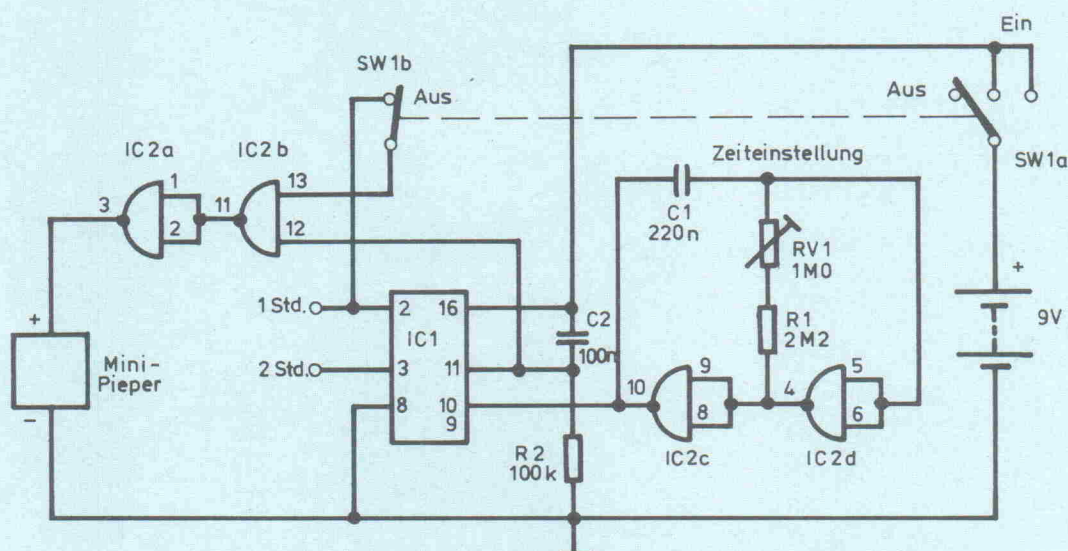 Ein
SW1b
Aus
Aus
SW1a
IC2a
IC2b
Zeiteinstellung
1
13
3
11
C1
220n
2
12
RV1
1M0
+
1 Std.
2
16
C2
100n
9V
IC1
R1
2M2
+
Mini-
Pieper
2 Std.
3
11
9
5
10
4
8
10
8
6
9
–
R2
100k
IC2c
IC2d